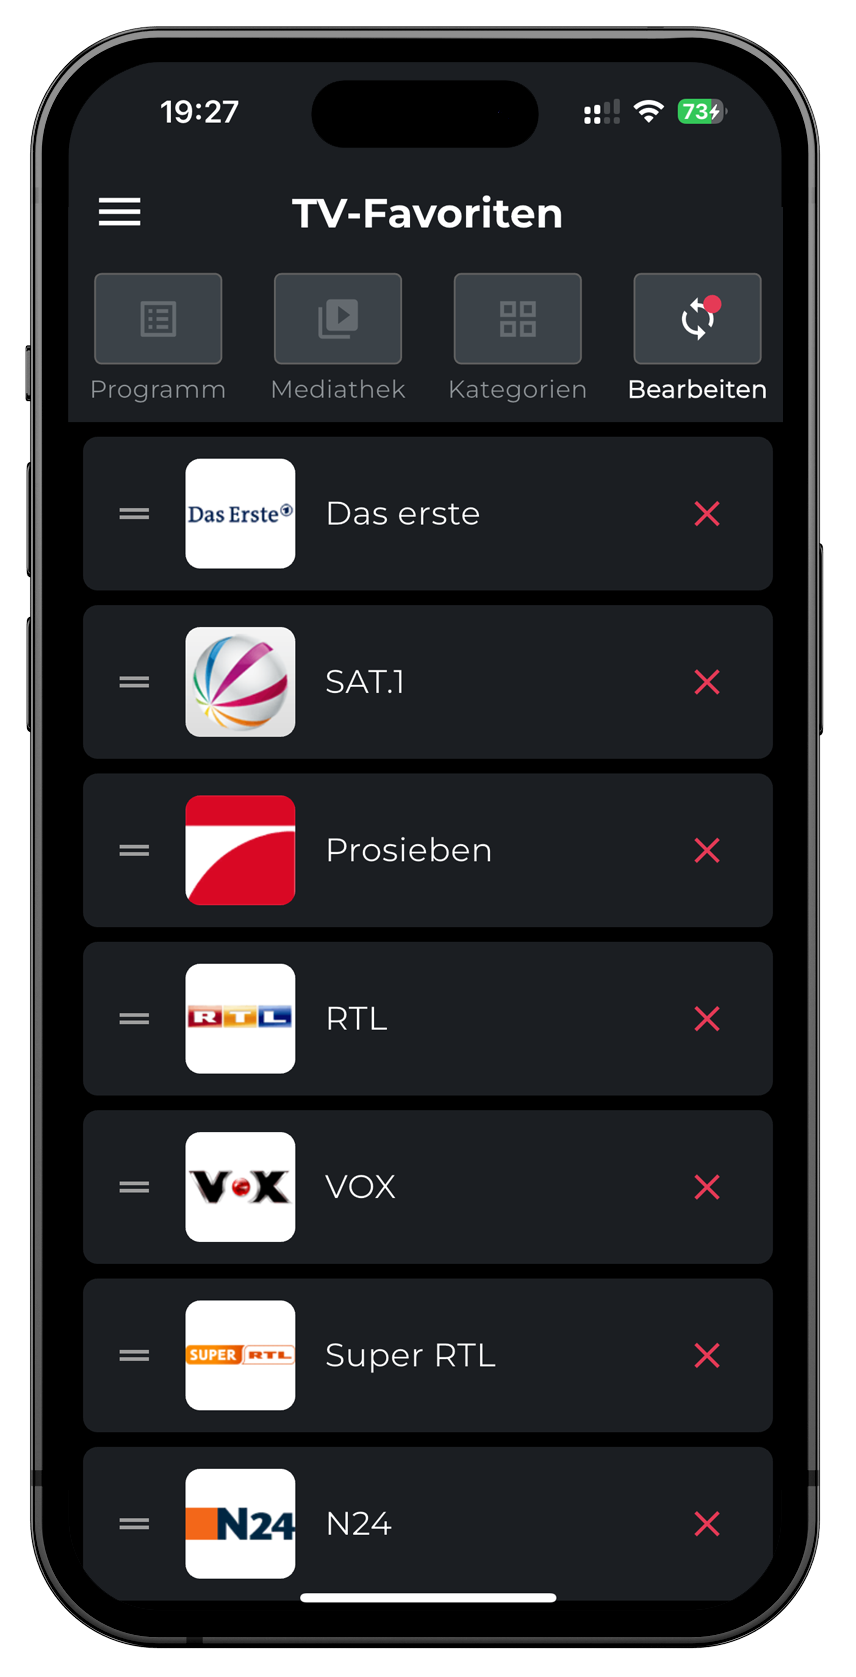 19:27
73
TV-Favoriten
Programm
Mediathek
Kategorien
Bearbeiten
Das Erste
Das erste
SAT.1
Prosieben
RTL
RTL
VOX
VOX
SUPER RTL
Super RTL
N24
N24